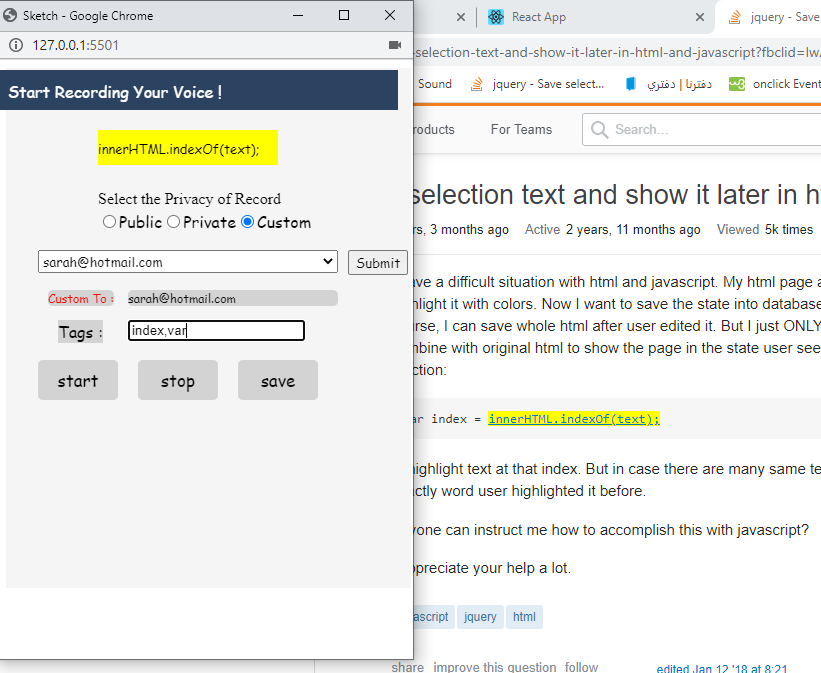 Sketch - Google Chrome
127.0.0.1:5501
Start Recording Your Voice !
innerHTML.indexOf(text);
Select the Privacy of Record
Public Private Custom
sarah@hotmail.com Submit
Custom To : sarah@hotmail.com
Tags : index,var
start stop save
React App jquery - Save
-selection-text-and-show-it-later-in-html-and-javascript?fbclid=IwA
Sound jquery - Save select... دفترنا | دفتري onclick Event
roducts For Teams Search...
selection text and show it later in h
rs, 3 months ago Active 2 years, 11 months ago Viewed 5k times
ve a difficult situation with html and javascript. My html page a
hlight it with colors. Now I want to save the state into database
rse, I can save whole html after user edited it. But I just ONLY
mbine with original html to show the page in the state user see
ction:
ar index = innerHTML.indexOf(text);
highlight text at that index. But in case there are many same te
ctly word user highlighted it before.
yone can instruct me how to accomplish this with javascript?
ppreciate your help a lot.
ascript jquery html
share improve this question follow edited Jan 12 '18 at 8:21